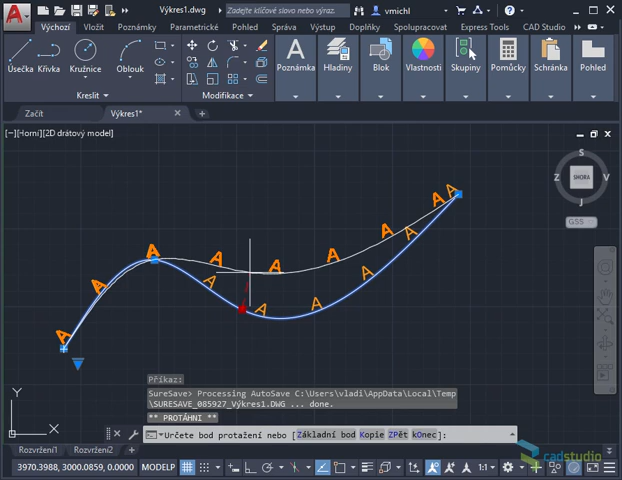 Výkres1.dwg
Zadejte klíčové slovo nebo výraz.
vmichl
Výchozí Vložit Poznámky Parametrické Pohled Správa Výstup Doplňky Spolupracovat Express Tools CAD Studio
Úsečka Křivka Kružnice Oblouk
Poznámka Hladiny Blok Vlastnosti Skupiny Pomůcky Schránka Pohled
Kreslit Modifikace
Začít Výkres1*
[−][Horní][2D drátový model]
S
Z SHORA V
J
GSS
A A A A A A A A
A A A A A
Příkaz:
SureSave> Processing AutoSave C:\Users\vladi\AppData\Local\Temp
\SURESAVE_085927_Výkres1.DWG ... done.
** PROTÁHNI **
Určete bod protažení nebo [Základní bod Kopie ZPět kOnec]:
Y
X
cadstudio
Rozvržení1 Rozvržení2 +
3970.3988, 3000.0859, 0.0000 MODELP 1:1